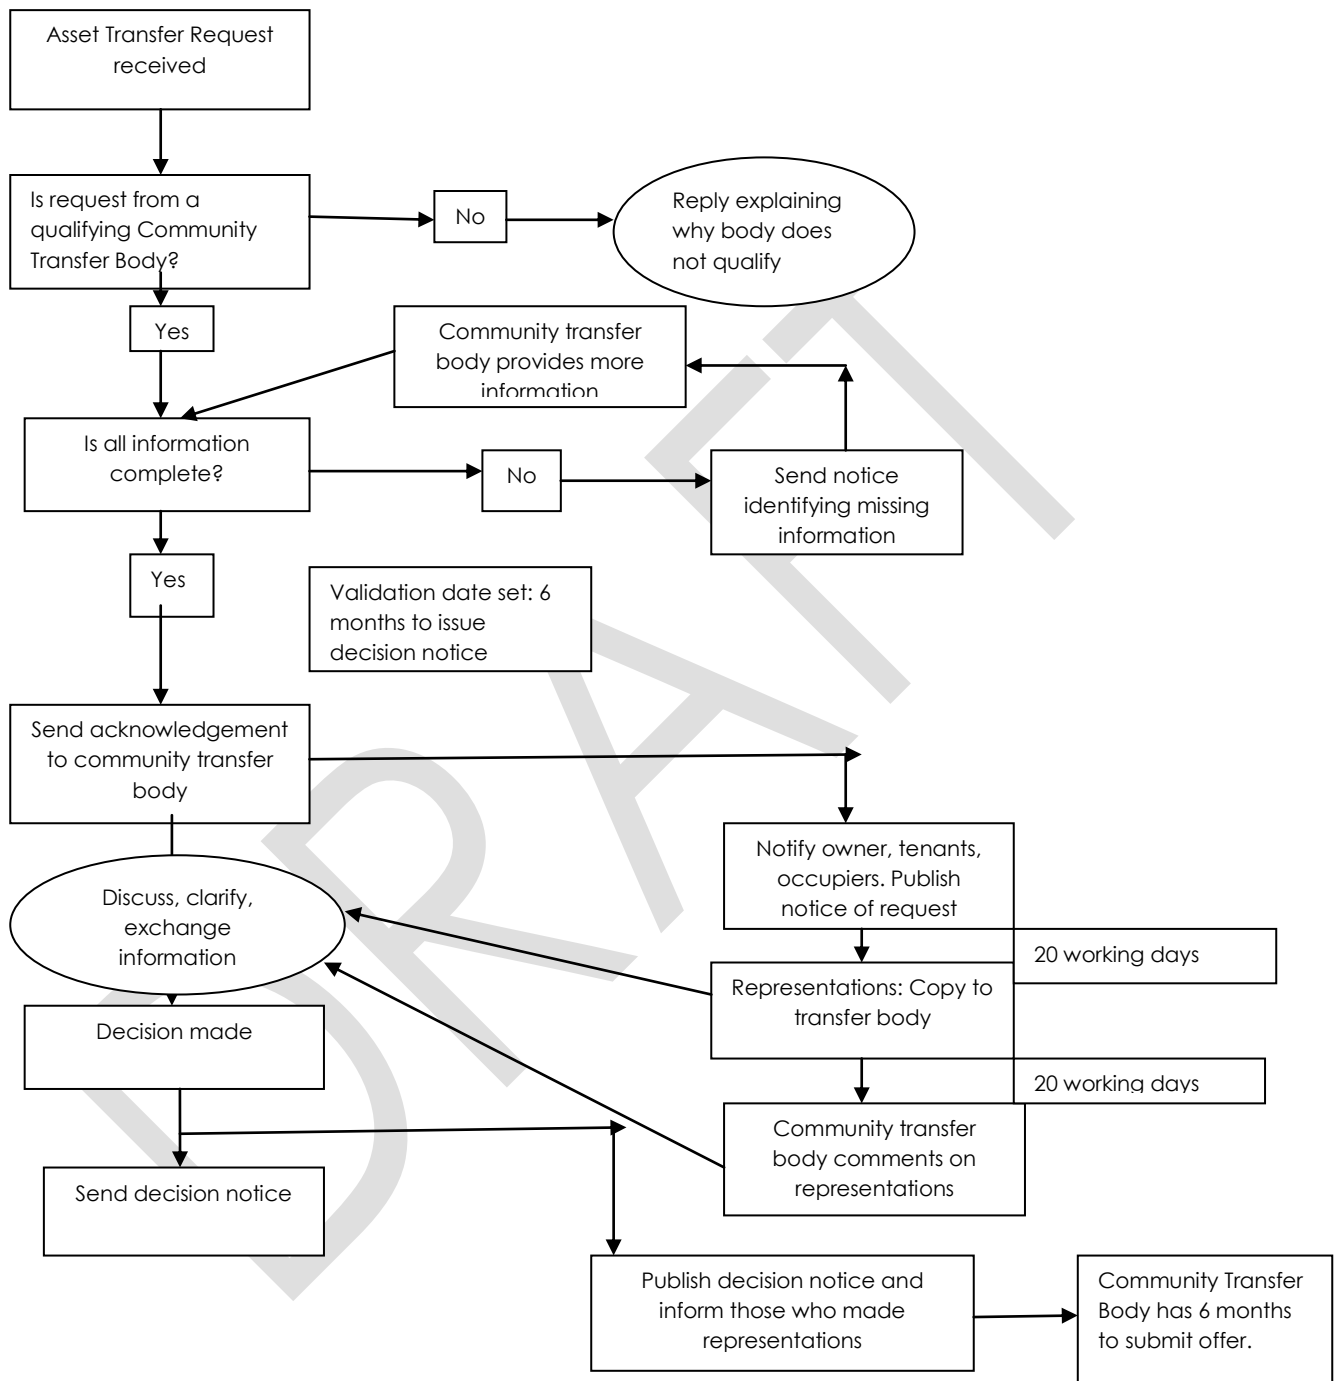 Asset Transfer Request
received
Is request from a
qualifying Community
Transfer Body?
No
Reply explaining
why body does
not qualify
Yes
Community transfer
body provides more
information
Is all information
complete?
No
Send notice
identifying missing
information
Yes
Validation date set: 6
months to issue
decision notice
Send acknowledgement
to community transfer
body
Notify owner, tenants,
occupiers. Publish
notice of request
Discuss, clarify,
exchange
information
20 working days
Representations: Copy to
transfer body
Decision made
20 working days
Community transfer
body comments on
representations
Send decision notice
Publish decision notice and
inform those who made
representations
Community Transfer
Body has 6 months
to submit offer.
DRAFT